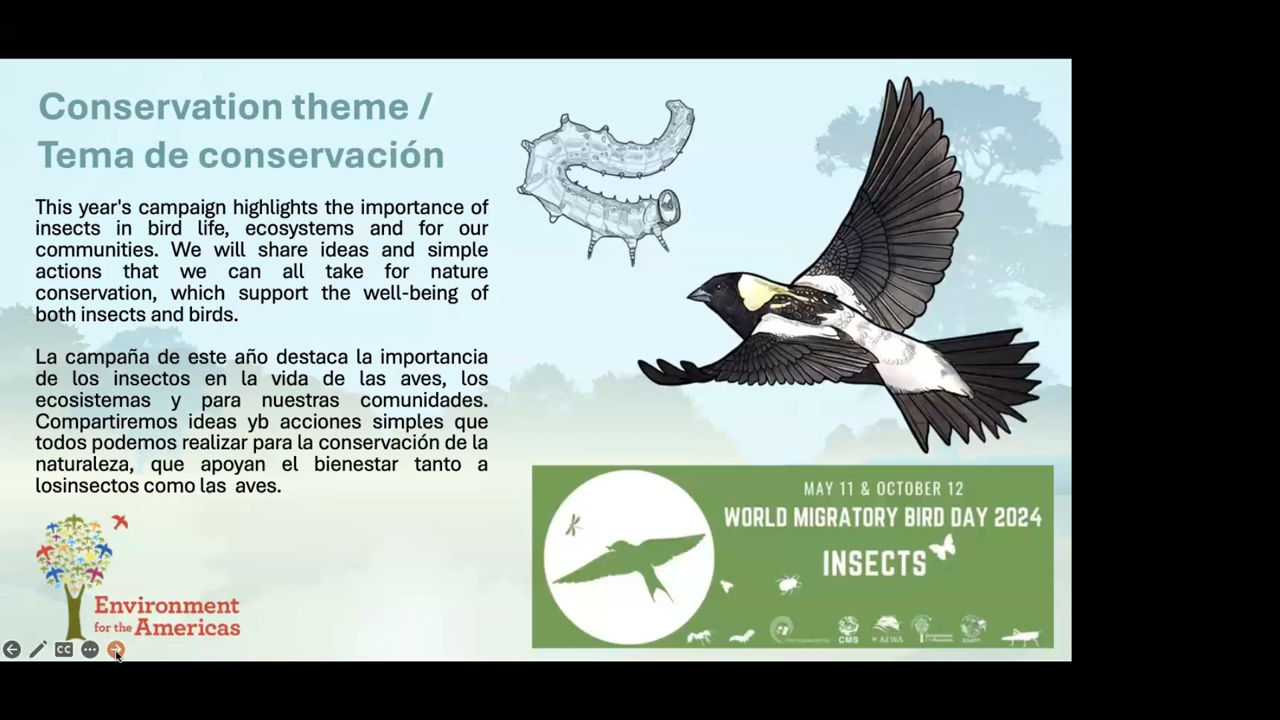 Conservation theme /
Tema de conservación
This year's campaign highlights the importance of
insects in bird life, ecosystems and for our
communities. We will share ideas and simple
actions that we can all take for nature
conservation, which support the well-being of
both insects and birds.
La campaña de este año destaca la importancia
de los insectos en la vida de las aves, los
ecosistemas y para nuestras comunidades.
Compartiremos ideas yb acciones simples que
todos podemos realizar para la conservación de la
naturaleza, que apoyan el bienestar tanto a
losinsectos como las aves.
Environment
for the Americas
CC
MAY 11 & OCTOBER 12
WORLD MIGRATORY BIRD DAY 2024
INSECTS
CMS
AEWA